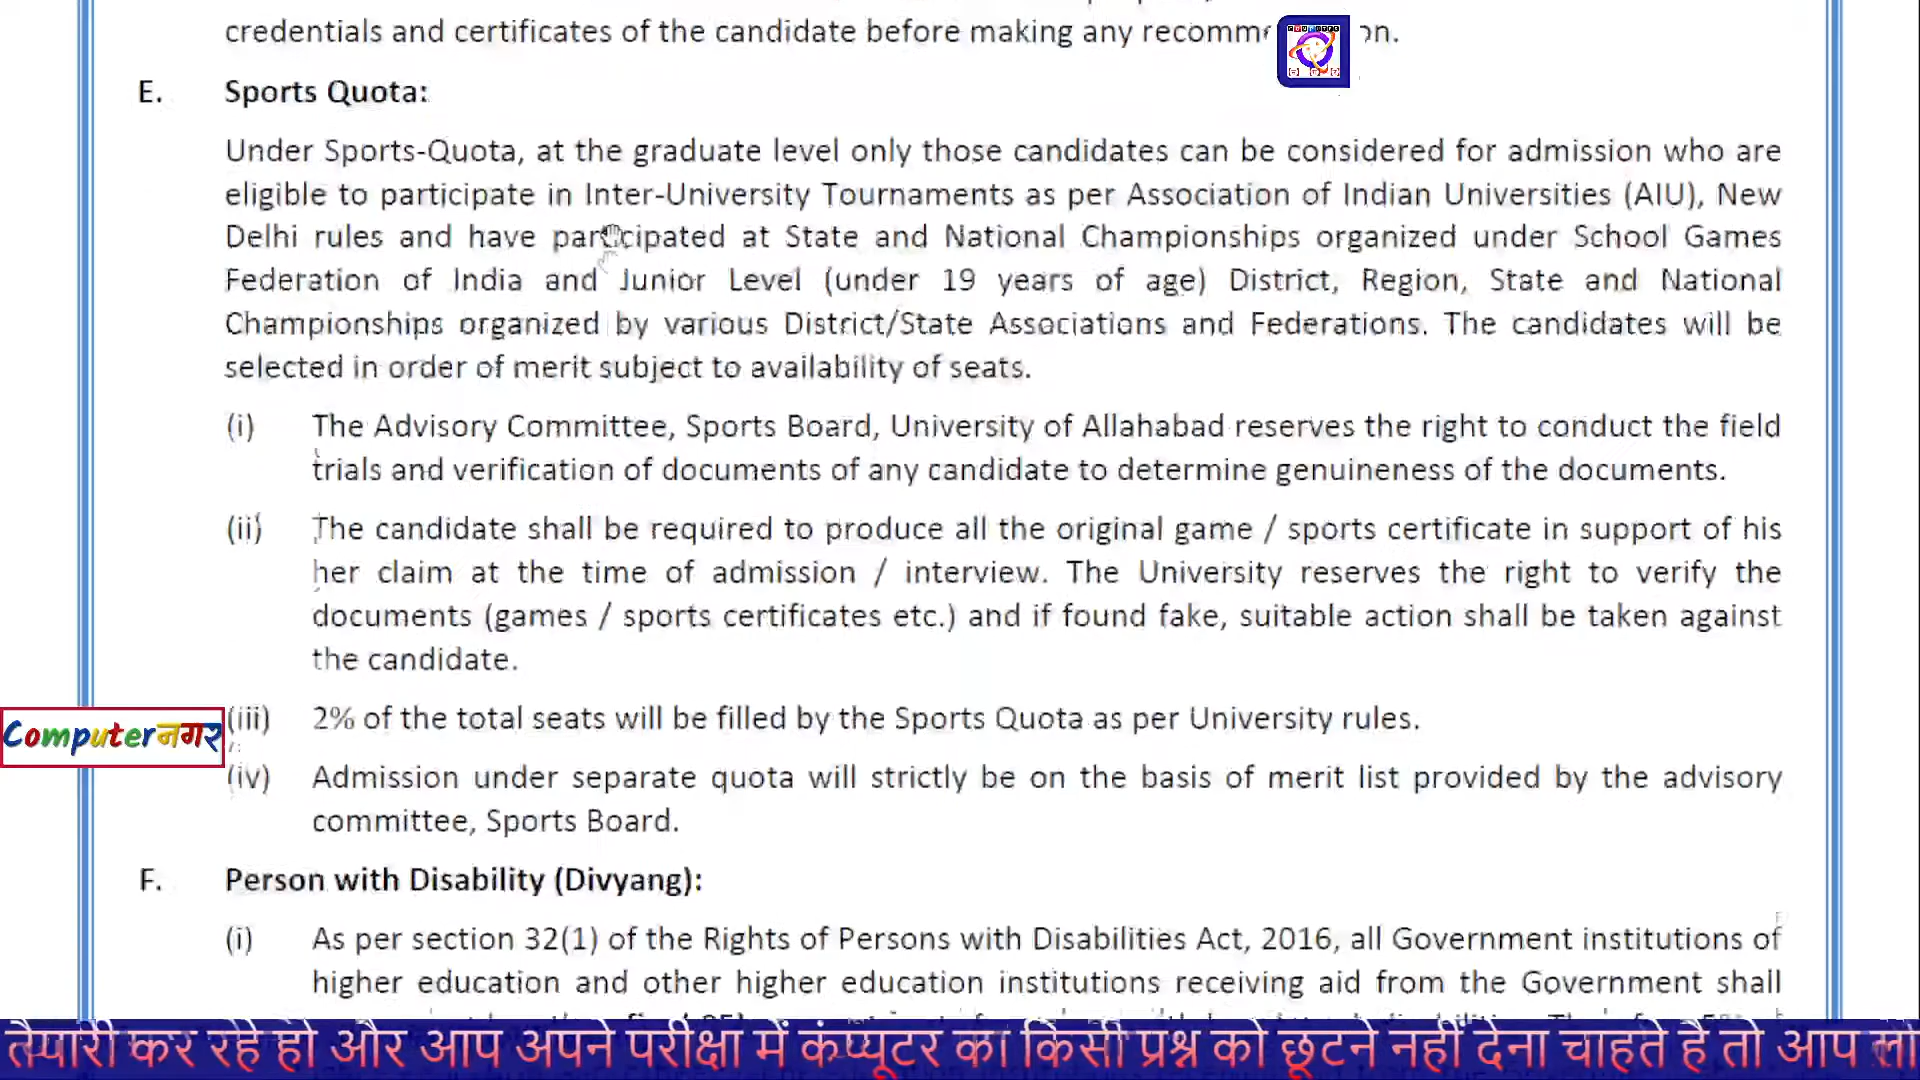 credentials and certificates of the candidate before making any
E. Sports Quota:
Under Sports-Quota, at the graduate level only those candidates can be considered for admission who are
eligible to participate in Inter-University Tournaments as per Association of Indian Universities (AIU), New
Delhi rules and have participated at State and National Championships organized under School Games
Federation of India and Junior Level (under 19 years of age) District, Region, State and National
Championships organized by various District/State Associations and Federations. The candidates will be
selected in order of merit subject to availability of seats.
(i) The Advisory Committee, Sports Board, University of Allahabad reserves the right to conduct the field
trials and verification of documents of any candidate to determine genuineness of the documents.
(ii) The candidate shall be required to produce all the original game / sports certificate in support of his
her claim at the time of admission / interview. The University reserves the right to verify the
documents (games / sports certificates etc.) and if found fake, suitable action shall be taken against
the candidate.
Computerनगर
(iii) 2% of the total seats will be filled by the Sports Quota as per University rules.
(iv) Admission under separate quota will strictly be on the basis of merit list provided by the advisory
committee, Sports Board.
F. Person with Disability (Divyang):
(i) As per section 32(1) of the Rights of Persons with Disabilities Act, 2016, all Government institutions of
higher education and other higher education institutions receiving aid from the Government shall
तैयारी कर रहे हो और आप अपने परीक्षा में कंप्यूटर का किसी प्रश्न को छूटने नहीं देना चाहते हैं तो आप लो